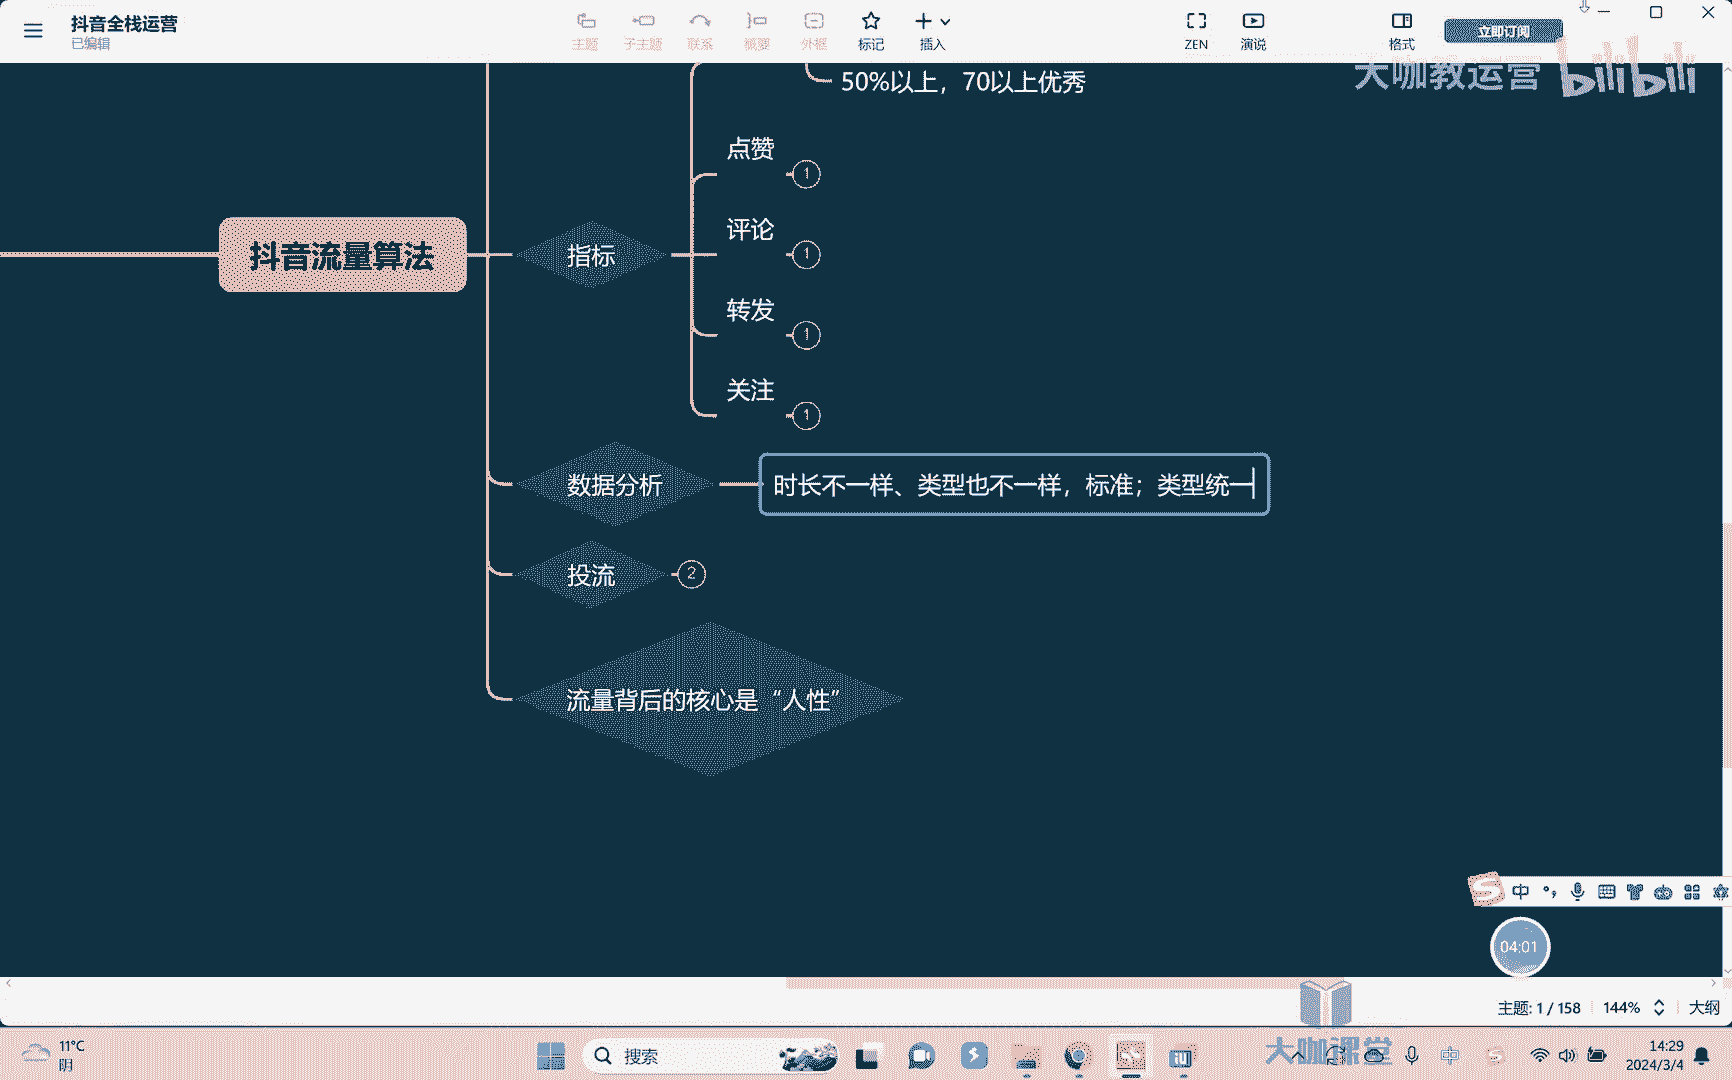 抖音全栈运营
已编辑
主题
子主题
联系
概要
外框
标记
插入
ZEN
演说
格式
立即订阅
大咖教运营
bilibili
50%以上，70以上优秀
点赞
1
评论
1
抖音流量算法
指标
转发
1
关注
1
数据分析
时长不一样、类型也不一样，标准；类型统一
投流
2
流量背后的核心是“人性”
中
04:01
主题: 1 / 158
144%
大纲
11°C
阴
搜索
大咖课堂
中
14:29
2024/3/4